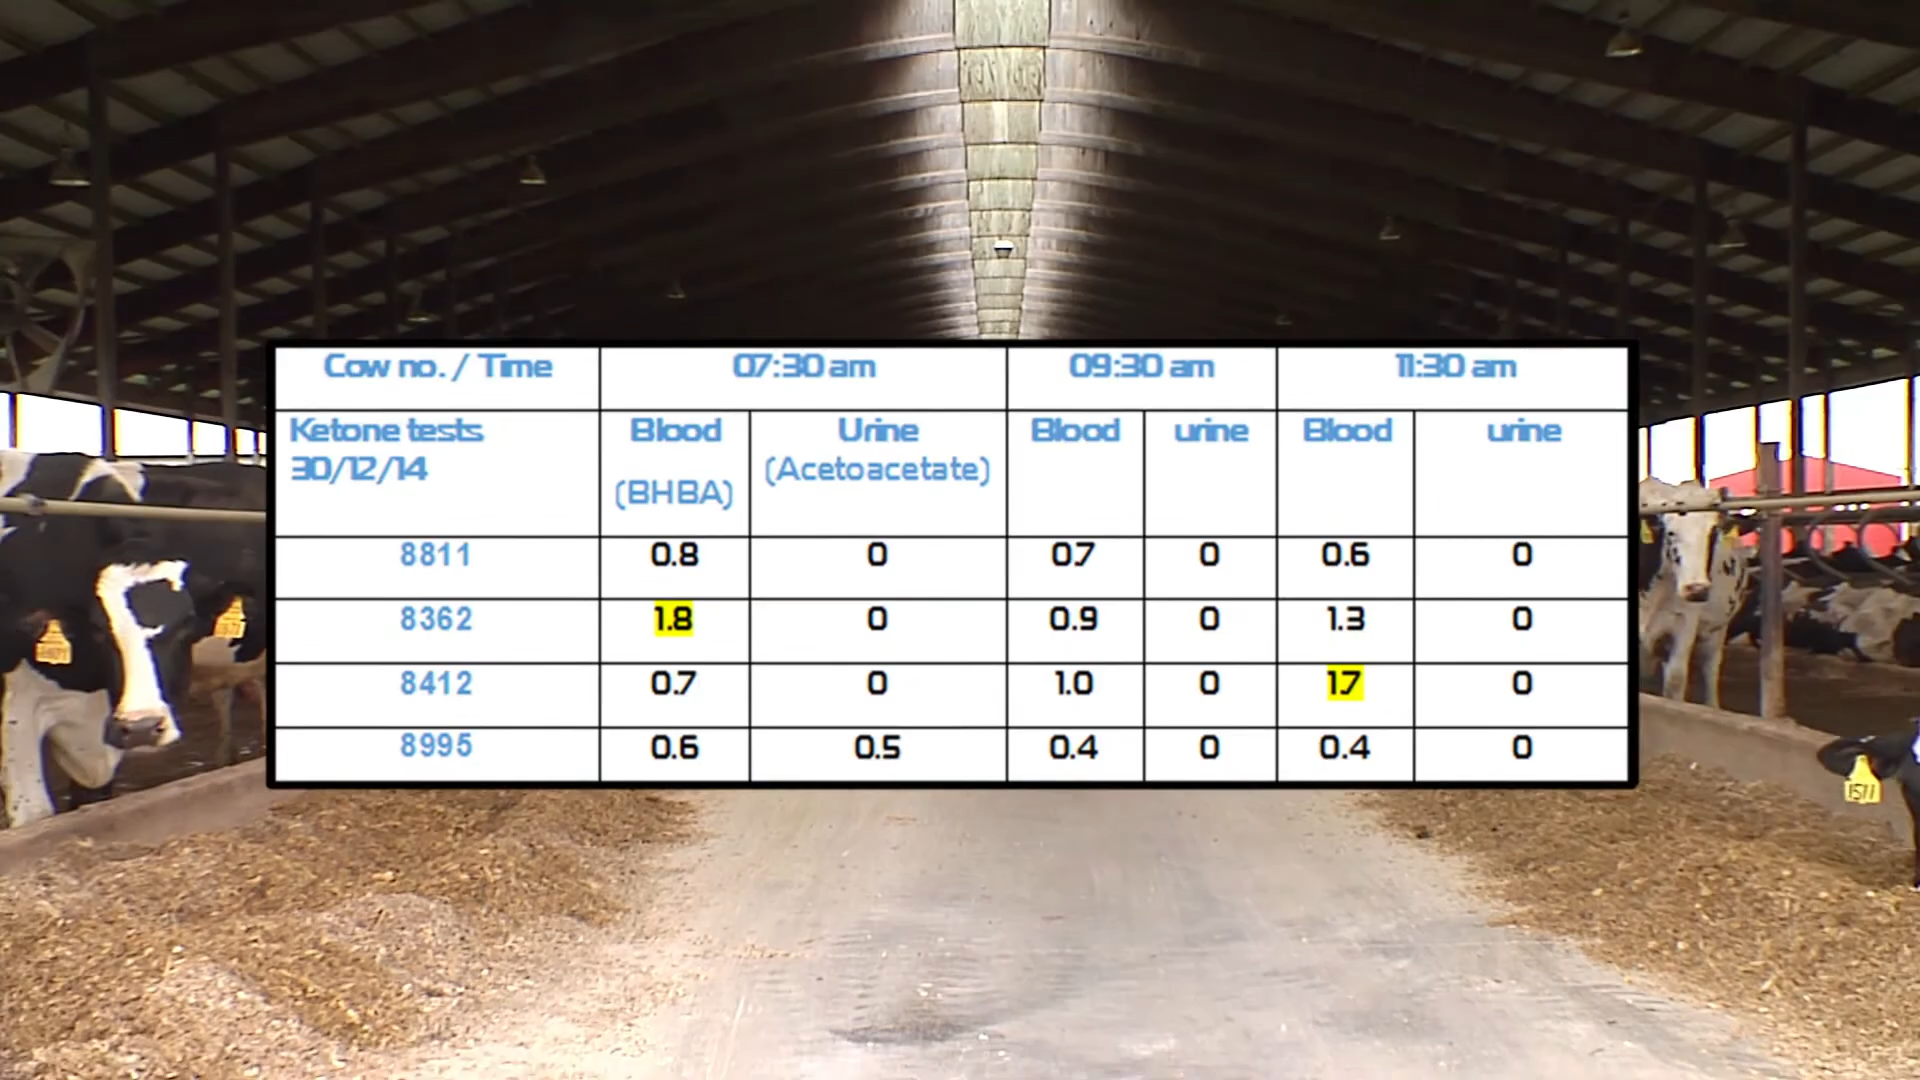 Cow no. / Time 07:30 am 09:30 am 11:30 am
Ketone tests Blood Urine Blood urine Blood urine
30/12/14 (BHBA) (Acetoacetate)
8811 0.8 0 0.7 0 0.6 0
8362 1.8 0 0.9 0 1.3 0
8412 0.7 0 1.0 0 1.7 0
8995 0.6 0.5 0.4 0 0.4 0
1511